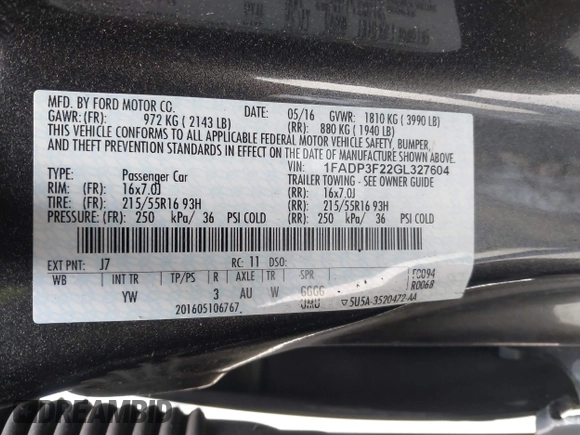 MFD. BY FORD MOTOR CO.
DATE: 05/16 GVWR: 1810 KG ( 3990 LB)
GAWR: (FR): 972 KG ( 2143 LB) (RR): 880 KG ( 1940 LB)
THIS VEHICLE CONFORMS TO ALL APPLICABLE FEDERAL MOTOR VEHICLE SAFETY, BUMPER,
AND THEFT PREVENTION STANDARDS IN EFFECT ON THE DATE OF MANUFACTURE SHOWN ABOVE.
VIN: 1FADP3F22GL327604
TYPE: Passenger Car TRAILER TOWING - SEE OWNER GUIDE
RIM: (FR): 16x7.0J (RR): 16x7.0J
TIRE: (FR): 215/55R16 93H (RR): 215/55R16 93H
PRESSURE: (FR): 250 kPa/ 36 PSI COLD (RR): 250 kPa/ 36 PSI COLD
EXT PNT: J7 RC: 11 DSO:
WB INT TR TP/PS R AXLE TR SPR
YW 3 AU W GGGG
UMU
FC094
R0068
201605106767
5U5A-3520472-AA
DREAMBID